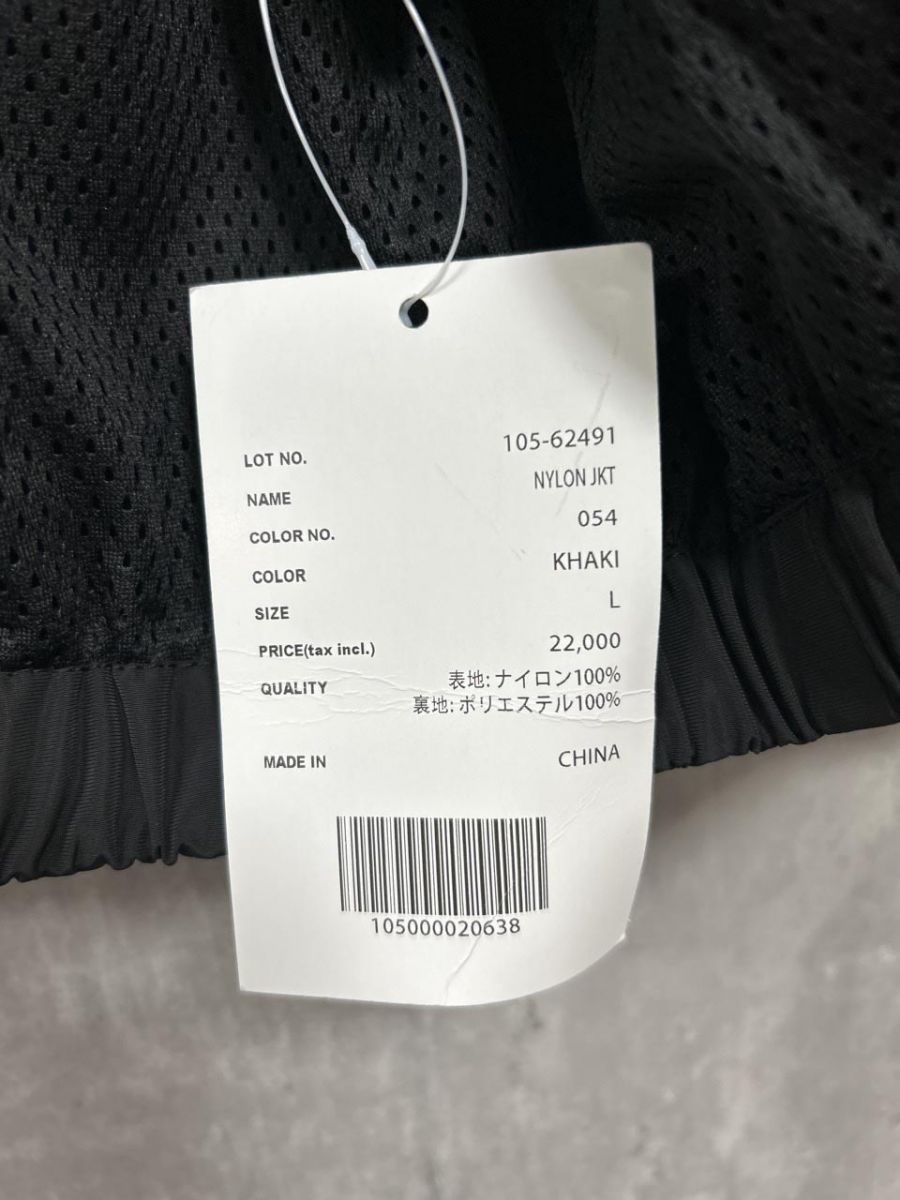 LOT NO. 105-62491
NAME NYLON JKT
COLOR NO. 054
COLOR KHAKI
SIZE L
PRICE(tax incl.) 22,000
QUALITY 表地: ナイロン100%
裏地: ポリエステル100%
MADE IN CHINA
105000020638